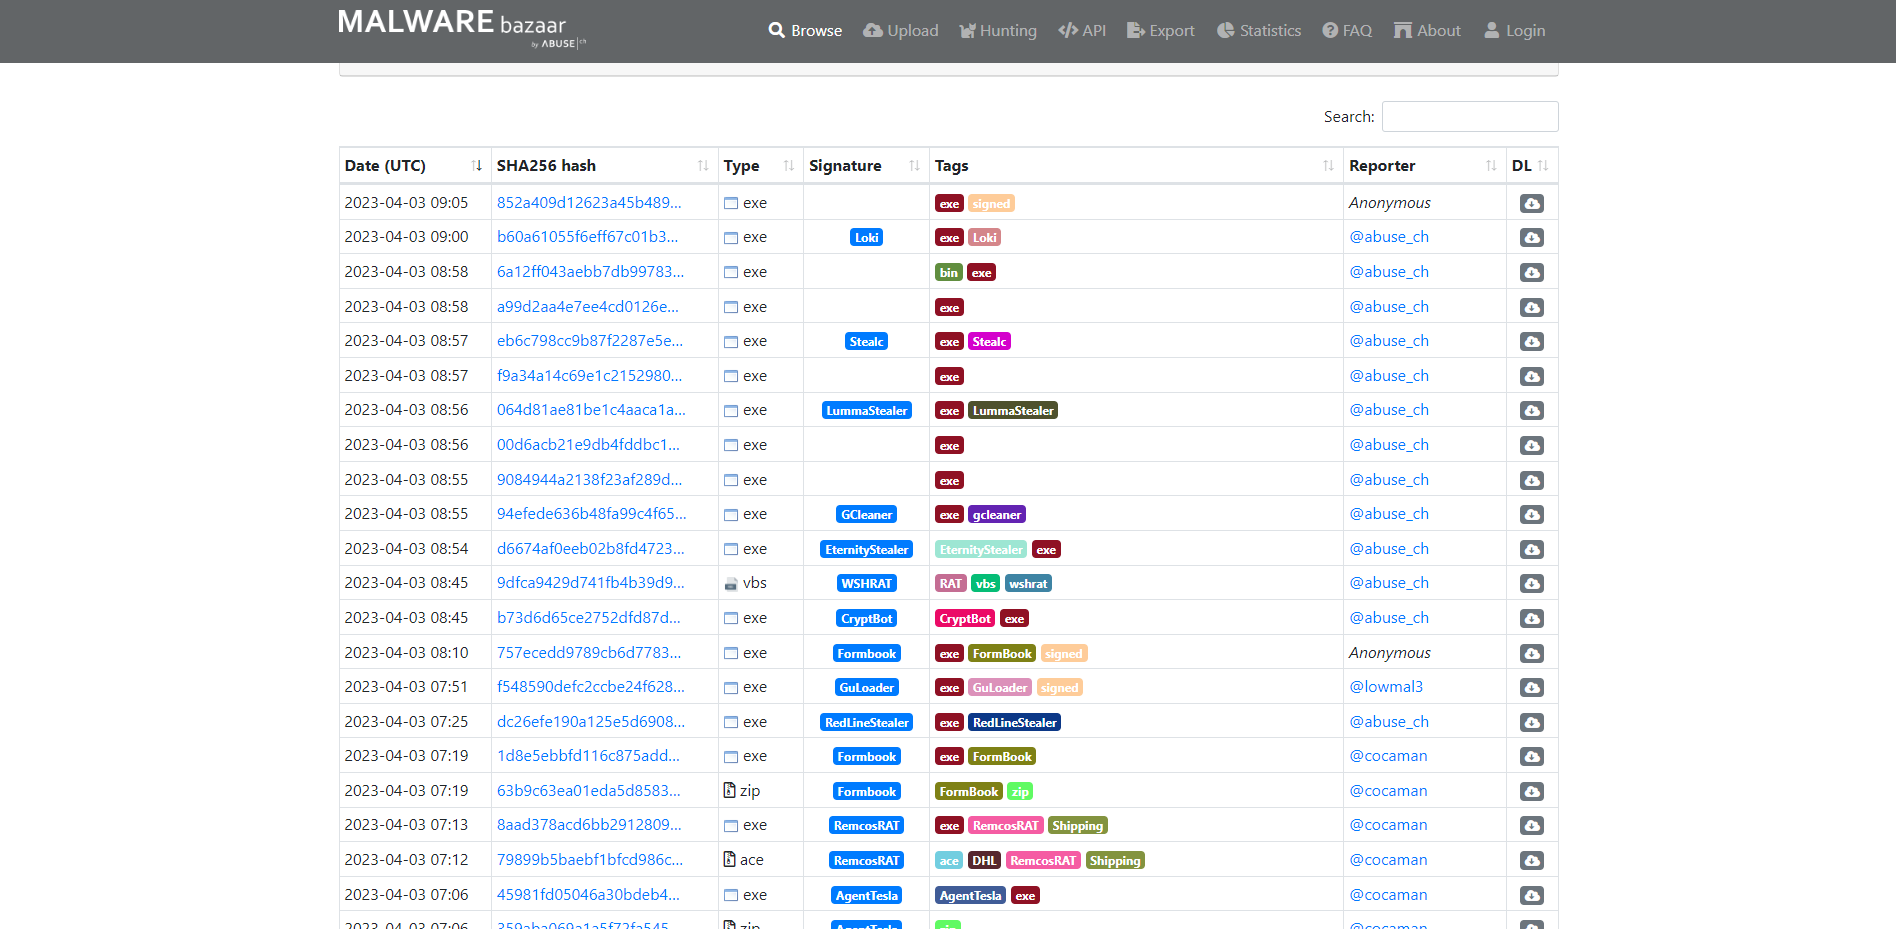 MALWARE bazaar
by ABUSE|ch
Browse Upload Hunting API Export Statistics FAQ About Login
Search:
Date (UTC) SHA256 hash Type Signature Tags Reporter DL
2023-04-03 09:05 852a409d12623a45b489... exe exe signed Anonymous
2023-04-03 09:00 b60a61055f6eff67c01b3... exe Loki exe Loki @abuse_ch
2023-04-03 08:58 6a12ff043aebb7db99783... exe bin exe @abuse_ch
2023-04-03 08:58 a99d2aa4e7ee4cd0126e... exe exe @abuse_ch
2023-04-03 08:57 eb6c798cc9b87f2287e5e... exe Stealc exe Stealc @abuse_ch
2023-04-03 08:57 f9a34a14c69e1c2152980... exe exe @abuse_ch
2023-04-03 08:56 064d81ae81be1c4aaca1a... exe LummaStealer exe LummaStealer @abuse_ch
2023-04-03 08:56 00d6acb21e9db4fddbc1... exe exe @abuse_ch
2023-04-03 08:55 9084944a2138f23af289d... exe exe @abuse_ch
2023-04-03 08:55 94efede636b48fa99c4f65... exe GCleaner exe gcleaner @abuse_ch
2023-04-03 08:54 d6674af0eeb02b8fd4723... exe EternityStealer EternityStealer exe @abuse_ch
2023-04-03 08:45 9dfca9429d741fb4b39d9... vbs WSHRAT RAT vbs wshrat @abuse_ch
2023-04-03 08:45 b73d6d65ce2752dfd87d... exe CryptBot CryptBot exe @abuse_ch
2023-04-03 08:10 757ecedd9789cb6d7783... exe Formbook exe FormBook signed Anonymous
2023-04-03 07:51 f548590defc2ccbe24f628... exe GuLoader exe GuLoader signed @lowmal3
2023-04-03 07:25 dc26efe190a125e5d6908... exe RedLineStealer exe RedLineStealer @abuse_ch
2023-04-03 07:19 1d8e5ebbfd116c875add... exe Formbook exe FormBook @cocaman
2023-04-03 07:19 63b9c63ea01eda5d8583... zip Formbook FormBook zip @cocaman
2023-04-03 07:13 8aad378acd6bb2912809... exe RemcosRAT exe RemcosRAT Shipping @cocaman
2023-04-03 07:12 79899b5baebf1bfcd986c... ace RemcosRAT ace DHL RemcosRAT Shipping @cocaman
2023-04-03 07:06 45981fd05046a30bdeb4... exe AgentTesla AgentTesla exe @cocaman
2023-04-03 07:06 359aba069a1a5f72fa545... zip AgentTesla zip @cocaman